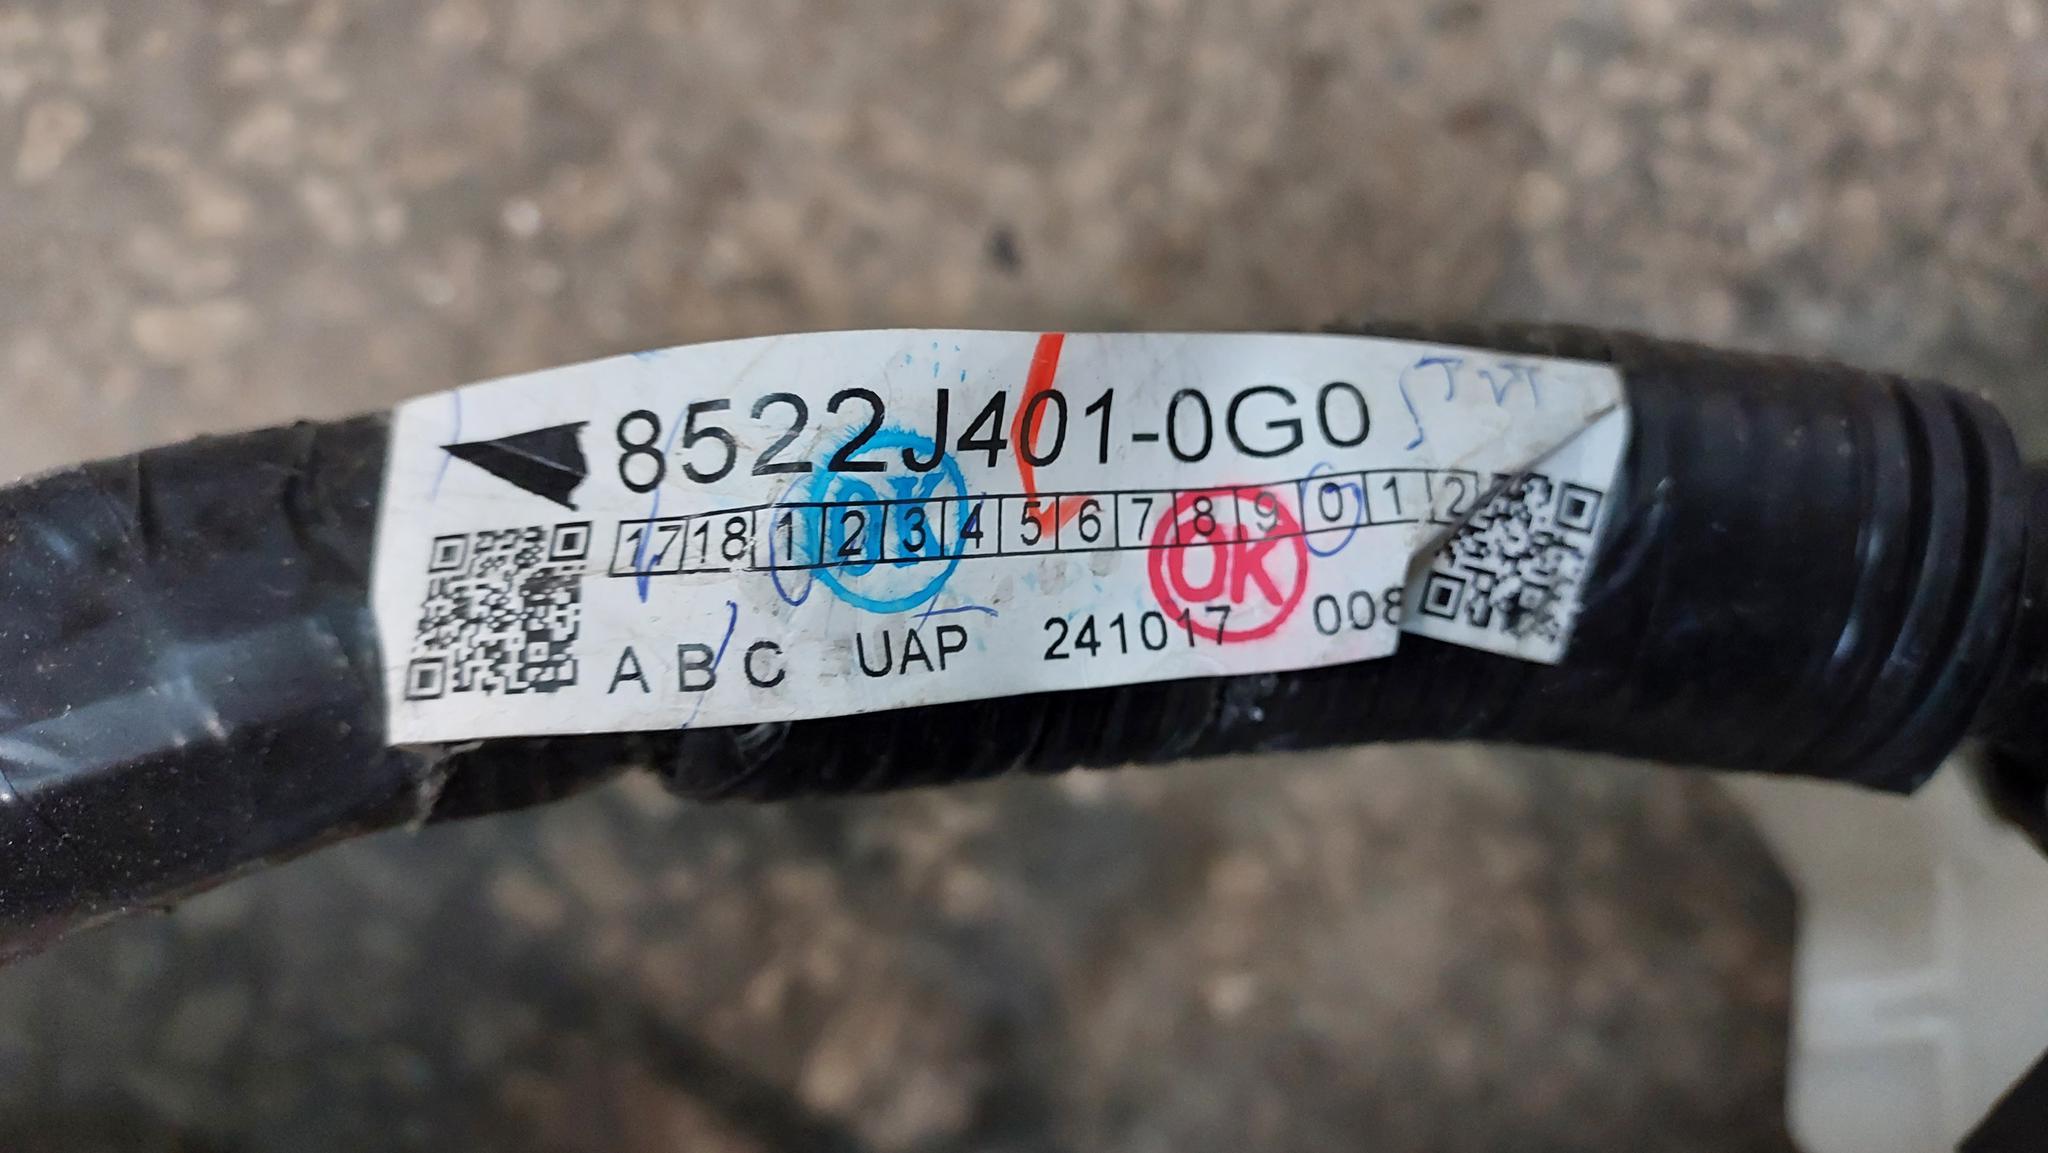 8522J401-0G0
17 18 1 2 3 4 5 6 7 8 9 0 1 2
OK
OK
A B C UAP 241017 008